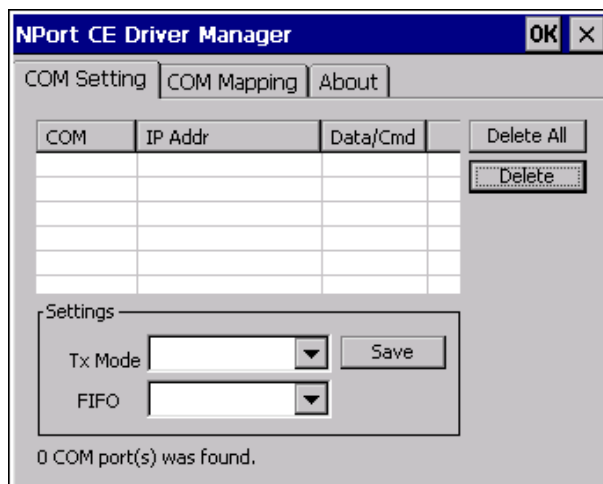 NPort CE Driver Manager OK ×
COM Setting COM Mapping About
COM IP Addr Data/Cmd Delete All
Delete
Settings
Tx Mode Save
FIFO
0 COM port(s) was found.